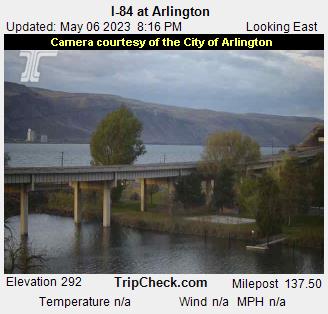 I-84 at Arlington
Updated: May 06 2023 8:16 PM Looking East
Camera courtesy of the City of Arlington
Elevation 292 TripCheck.com Milepost 137.50
Temperature n/a Wind n/a MPH n/a